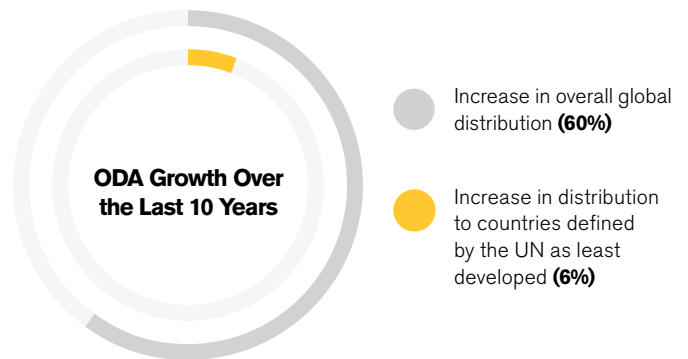 ODA Growth Over
the Last 10 Years
Increase in overall global
distribution (60%)
Increase in distribution
to countries defined
by the UN as least
developed (6%)